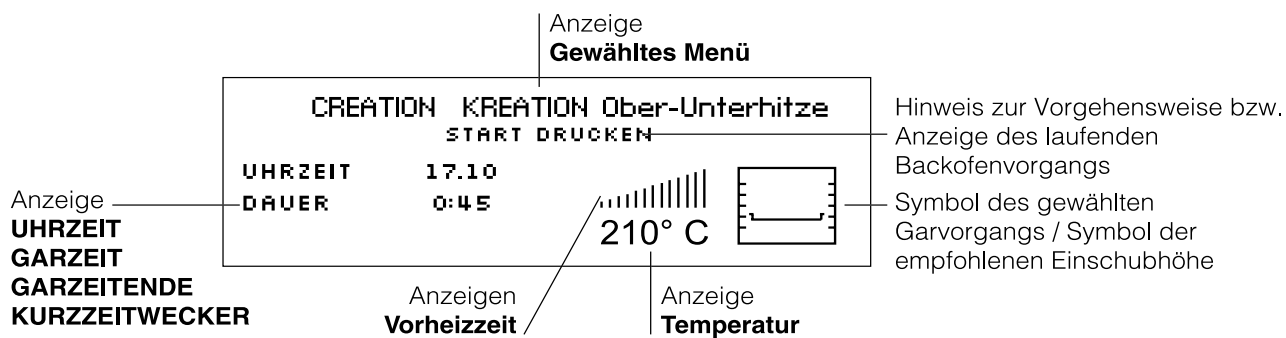 Anzeige
Gewähltes Menü
CREATION KREATION Ober-Unterhitze
START DRUCKEN
UHRZEIT 17.10
DAUER 0:45
210° C
Hinweis zur Vorgehensweise bzw.
Anzeige des laufenden
Backofenvorgangs
Symbol des gewählten
Garvorgangs / Symbol der
empfohlenen Einschubhöhe
Anzeige
UHRZEIT
GARZEIT
GARZEITENDE
KURZZEITWECKER
Anzeigen
Vorheizzeit
Anzeige
Temperatur